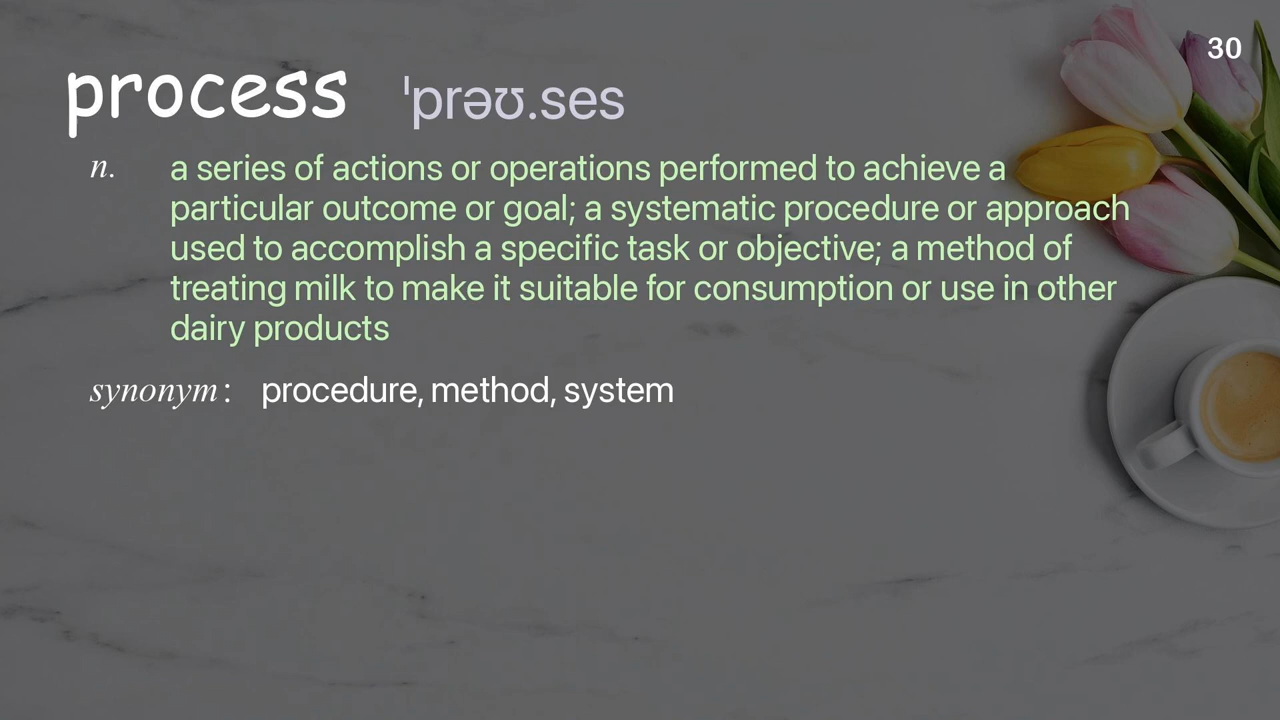 30
process ˈprəʊ.ses
n. a series of actions or operations performed to achieve a
particular outcome or goal; a systematic procedure or approach
used to accomplish a specific task or objective; a method of
treating milk to make it suitable for consumption or use in other
dairy products
synonym: procedure, method, system